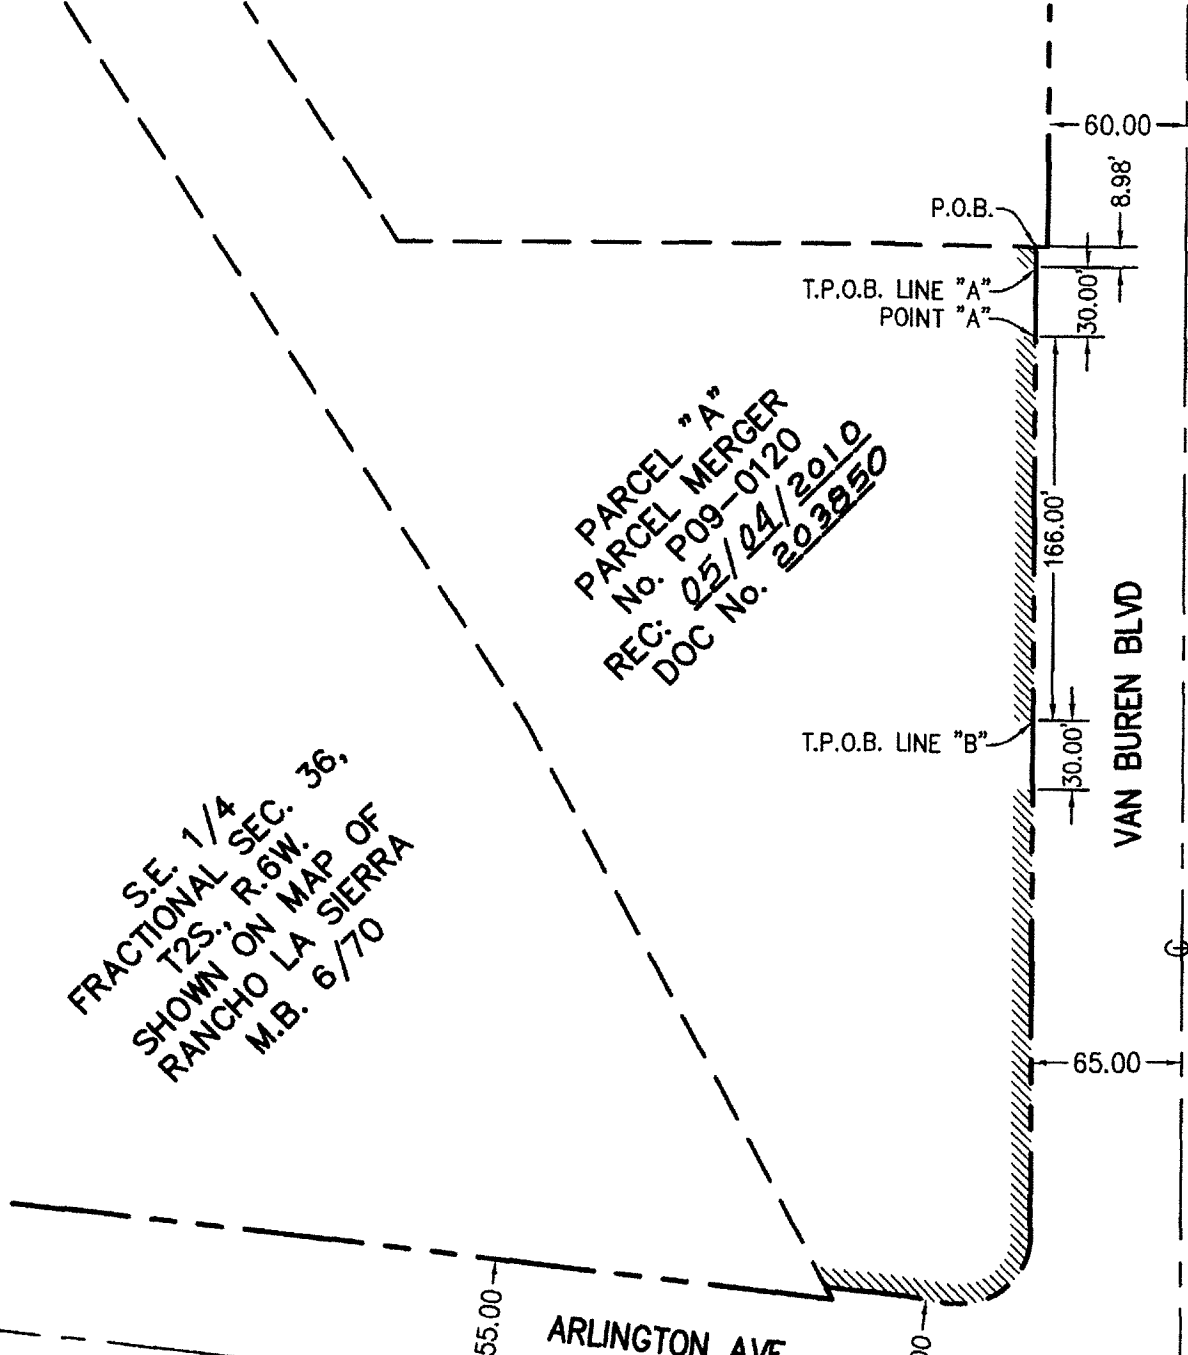 60.00
8.98'
P.O.B.
T.P.O.B. LINE "A"
POINT "A"
30.00'
PARCEL "A"
PARCEL MERGER
No. P09-0120
REC: 05/04/2010
DOC No. 203850
166.00'
VAN BUREN BLVD
T.P.O.B. LINE "B"
30.00'
S.E. 1/4
FRACTIONAL SEC. 36,
T2S., R.6W.
SHOWN ON MAP OF
RANCHO LA SIERRA
M.B. 6/70
65.00
55.00
ARLINGTON AVE